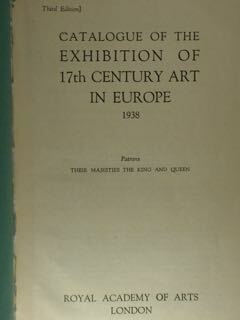 Third Edition]
CATALOGUE OF THE
EXHIBITION OF
17th CENTURY ART
IN EUROPE
1938
Patrons
THEIR MAJESTIES THE KING AND QUEEN
ROYAL ACADEMY OF ARTS
LONDON